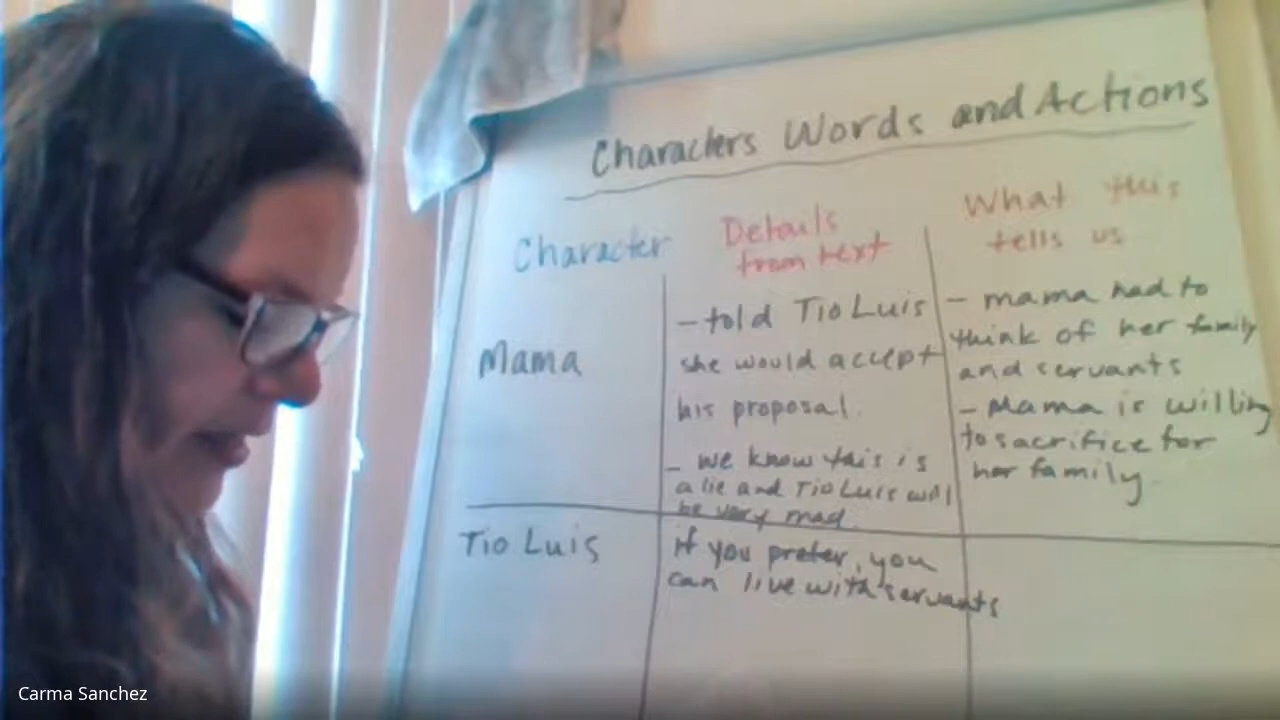 Characters Words and Actions
Character
Details
from text
What this
tells us
Mama
- told Tio Luis
she would accept
his proposal.
- we know this is
a lie and Tio Luis will
be very mad.
- mama had to
think of her family
and servants
- Mama is willing
to sacrifice for
her family.
Tio Luis
if you prefer, you
can live with servants
Carma Sanchez